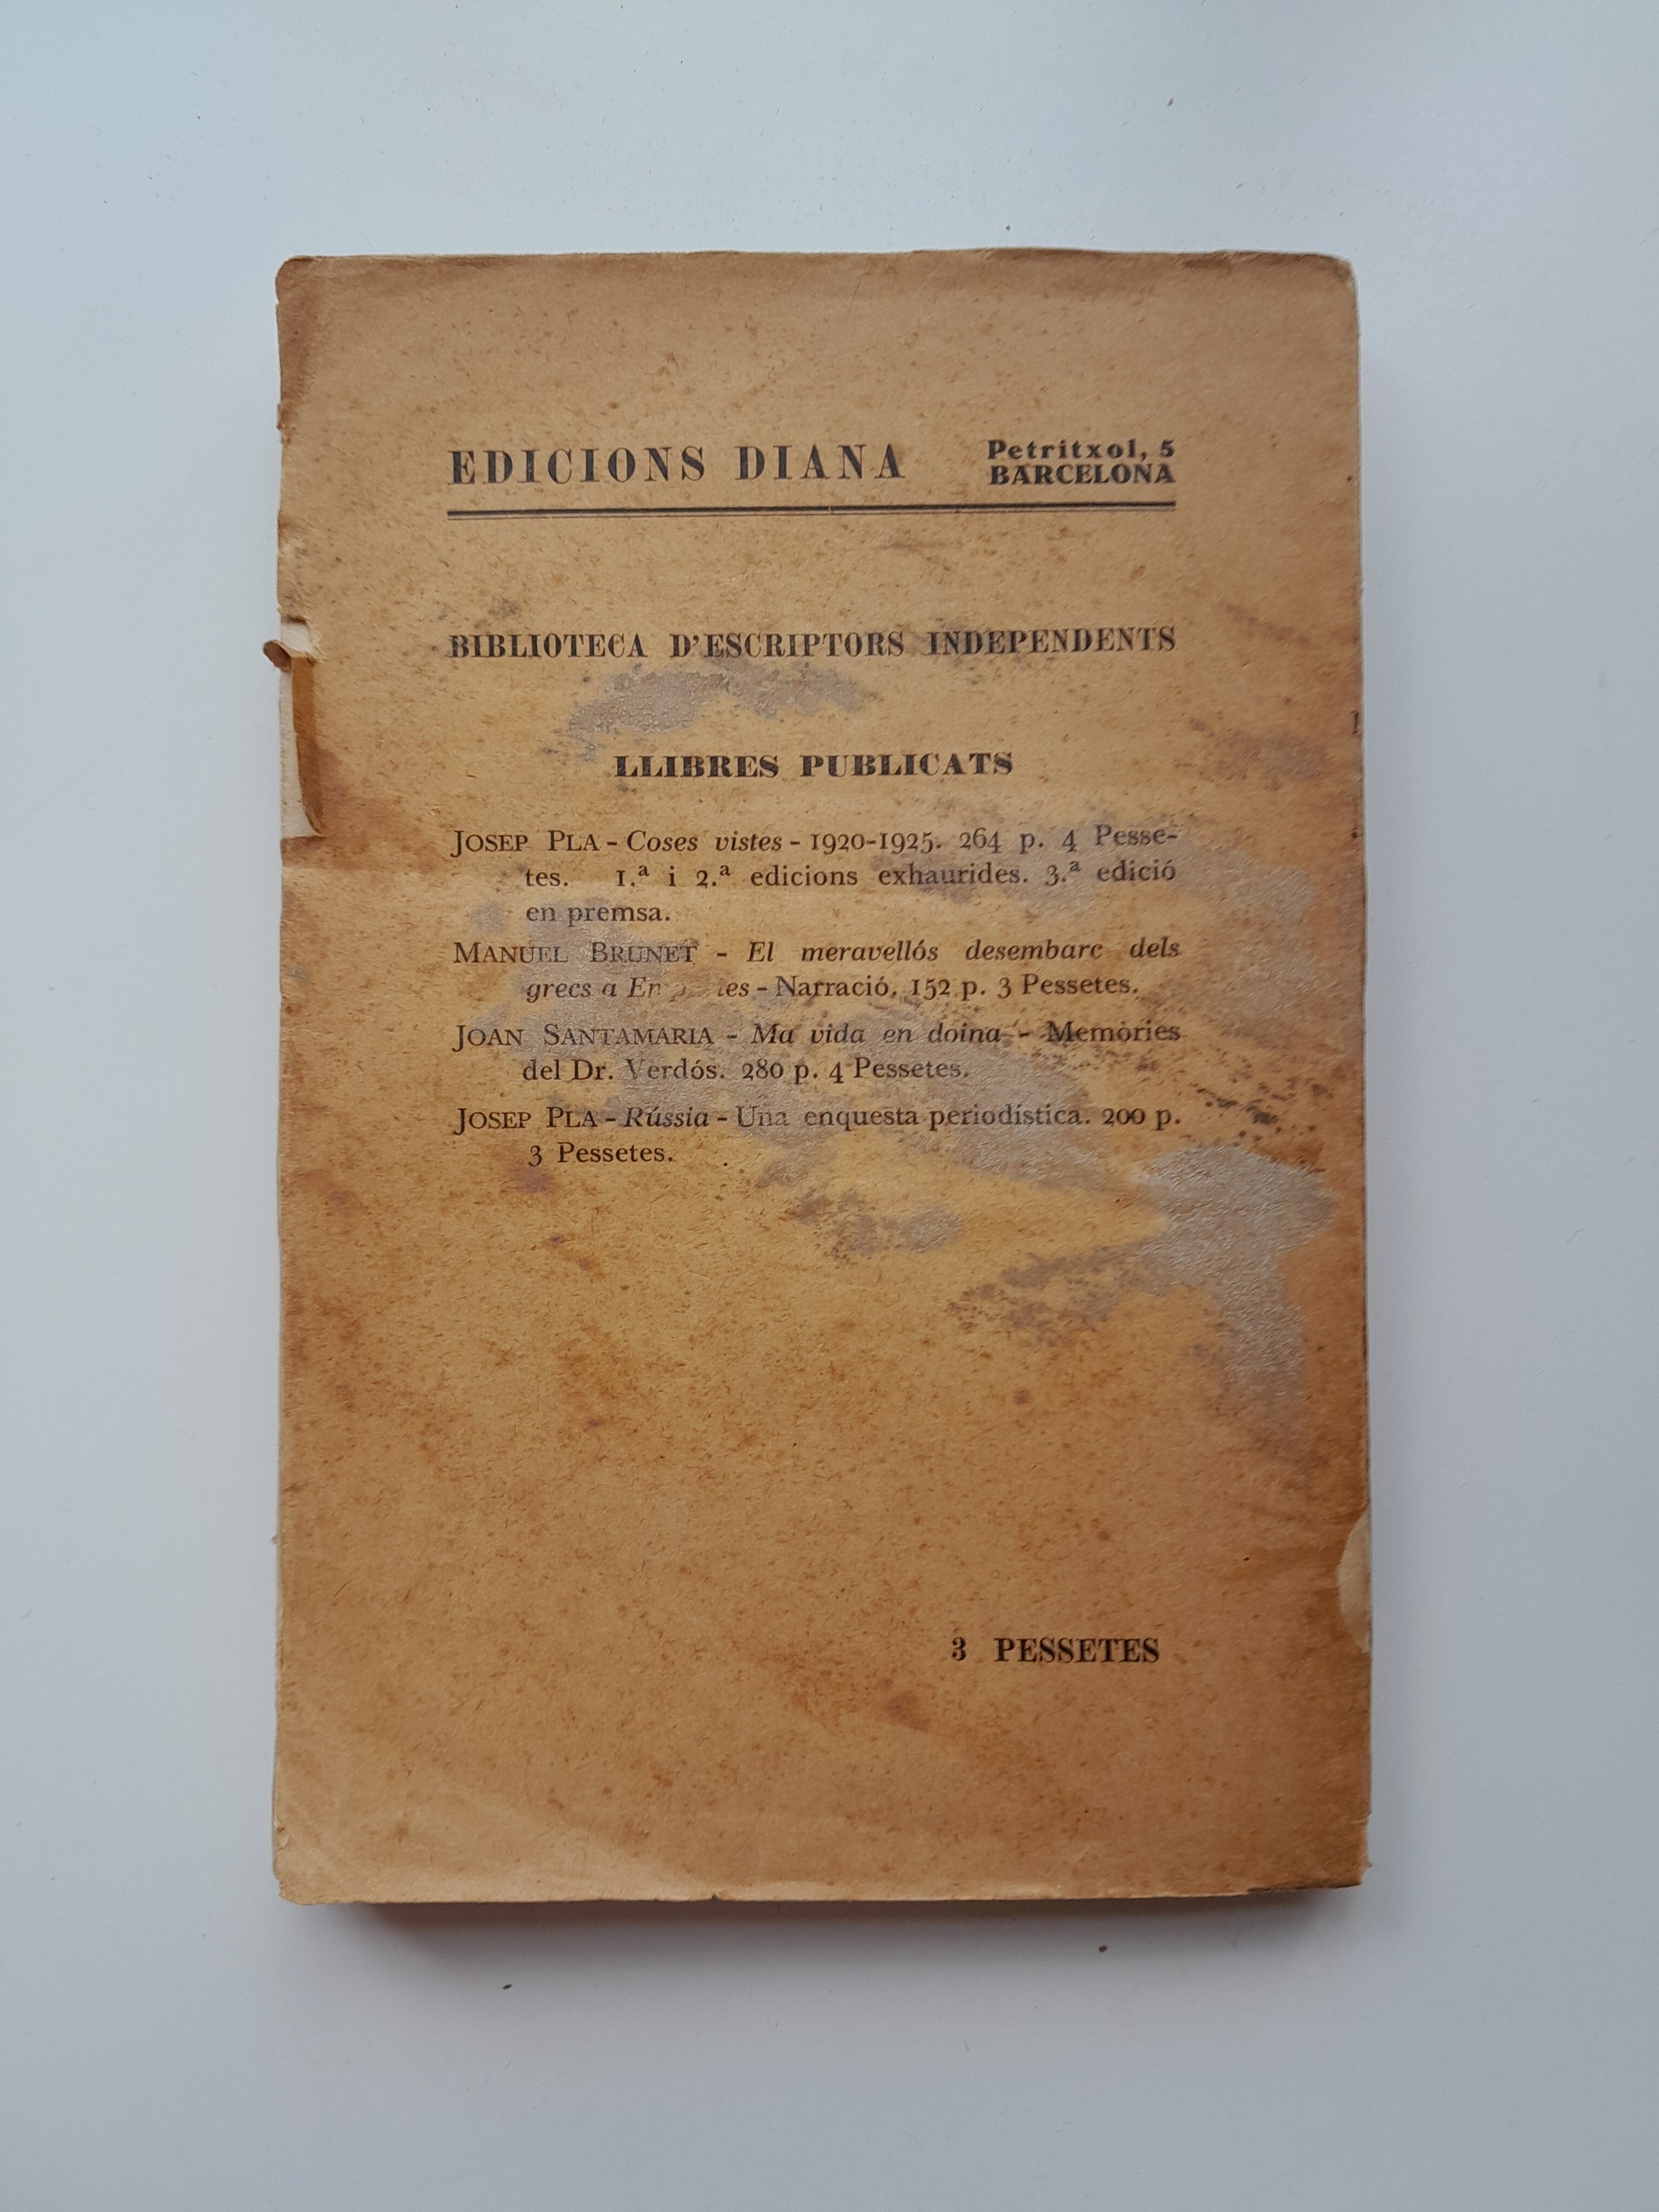 EDICIONS DIANA
Petritxol, 5
BARCELONA
BIBLIOTECA D'ESCRIPTORS INDEPENDENTS
LLIBRES PUBLICATS
JOSEP PLA - Coses vistes - 1920-1925. 264 p. 4 Pesse-
tes. 1.ª i 2.ª edicions exhaurides. 3.ª edició
en premsa.
MANUEL BRUNET - El meravellós desembarc dels
grecs a - Narració. 152 p. 3 Pessetes.
JOAN SANTAMARIA - Ma vida en doina - Memòries
del Dr. Verdós. 280 p. 4 Pessetes.
JOSEP PLA - Rússia - Una enquesta periodística. 200 p.
3 Pessetes.
3 PESSETES